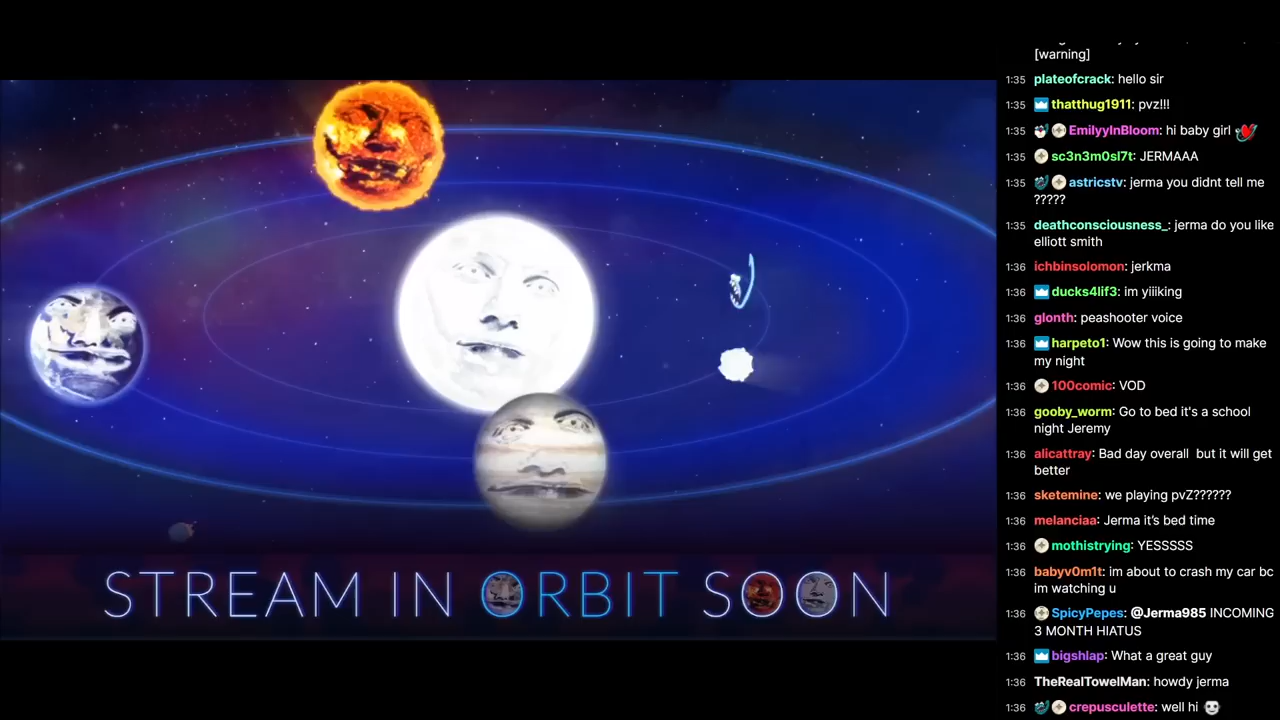 STREAM IN ORBIT SOON
[warning]
1:35 plateofcrack: hello sir
1:35 thatthug1911: pvz!!!
1:35 EmilyyInBloom: hi baby girl
1:35 sc3n3m0sl7t: JERMAAA
1:35 astricstv: jerma you didnt tell me
?????
1:35 deathconsciousness_: jerma do you like
elliott smith
1:36 ichbinsolomon: jerkma
1:36 ducks4lif3: im yiiiking
1:36 glonth: peashooter voice
1:36 harpeto1: Wow this is going to make
my night
1:36 100comic: VOD
1:36 gooby_worm: Go to bed it's a school
night Jeremy
1:36 alicattray: Bad day overall but it will get
better
1:36 sketemine: we playing pvZ??????
1:36 melanciaa: Jerma it’s bed time
1:36 mothistrying: YESSSSS
1:36 babyv0m1t: im about to crash my car bc
im watching u
1:36 SpicyPepes: @Jerma985 INCOMING
3 MONTH HIATUS
1:36 bigshlap: What a great guy
1:36 TheRealTowelMan: howdy jerma
1:36 crepusculette: well hi